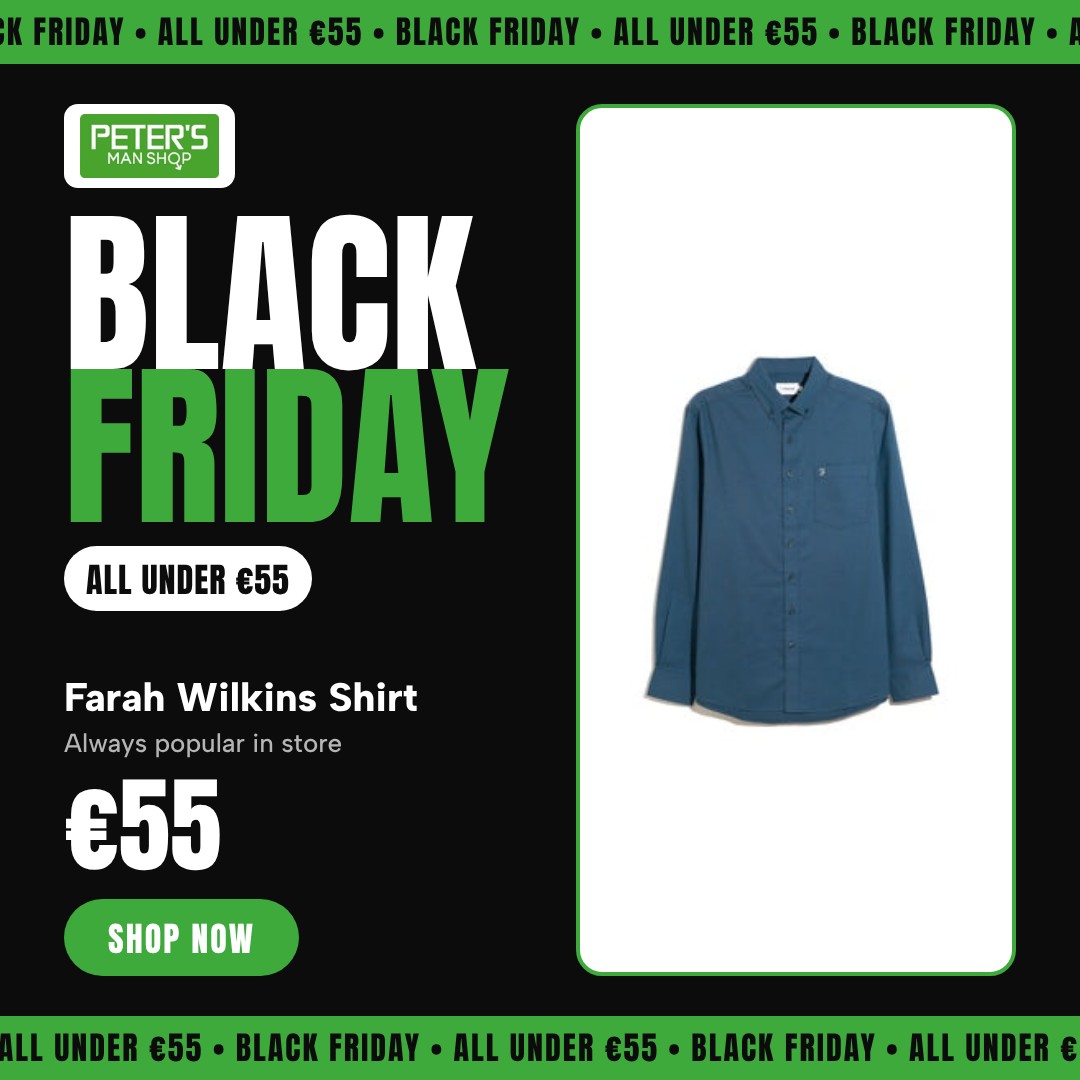 CK FRIDAY • ALL UNDER €55 • BLACK FRIDAY • ALL UNDER €55 • BLACK FRIDAY • A
PETER'S
MAN SHOP
BLACK
FRIDAY
ALL UNDER €55
Farah Wilkins Shirt
Always popular in store
€55
SHOP NOW
ALL UNDER €55 • BLACK FRIDAY • ALL UNDER €55 • BLACK FRIDAY • ALL UNDER €